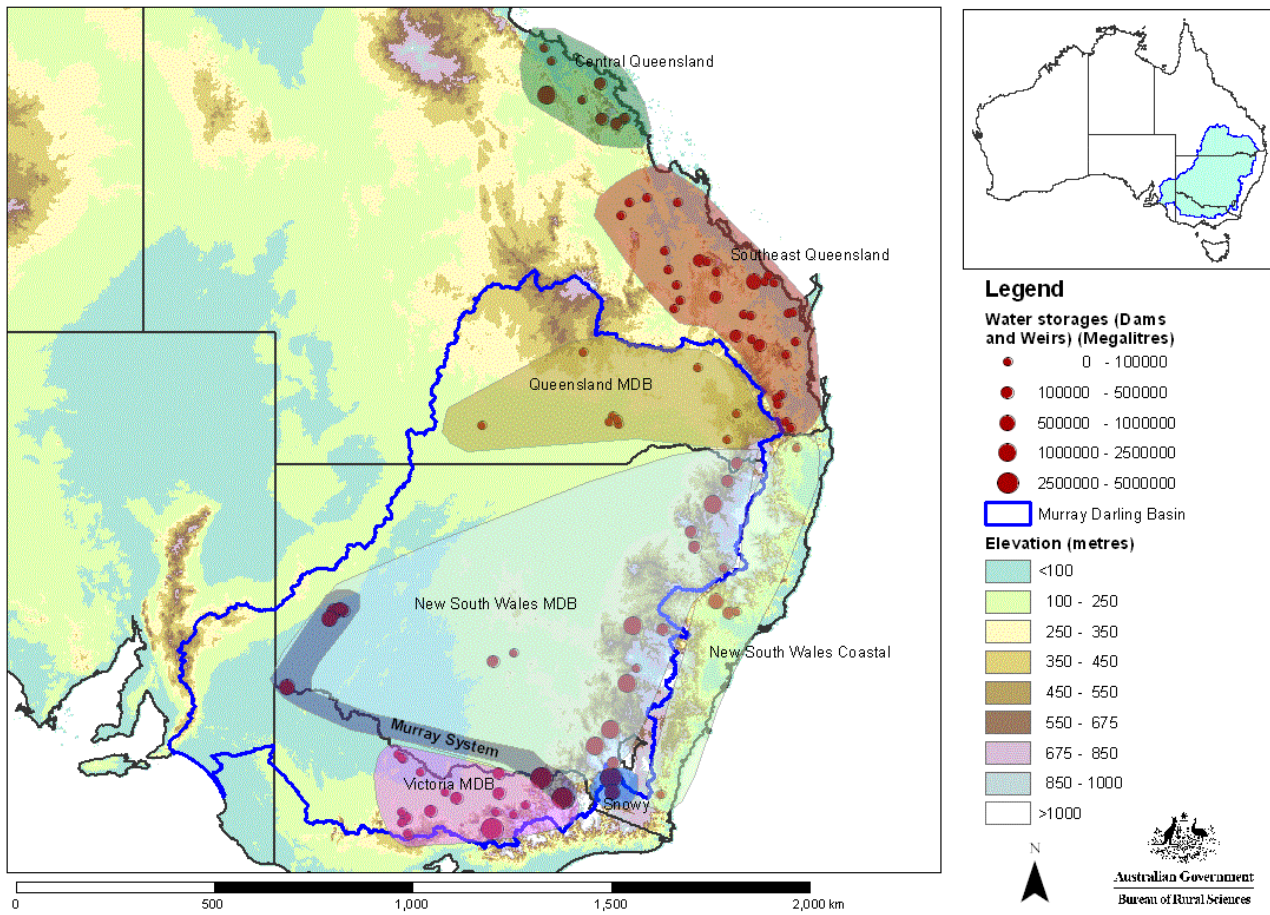 Central Queensland
Southeast Queensland
Queensland MDB
New South Wales MDB
New South Wales Coastal
Murray System
Victoria MDB
Snowy
0
500
1,000
1,500
2,000 km
Legend
Water storages (Dams
and Weirs) (Megalitres)
0 - 100000
100000 - 500000
500000 - 1000000
1000000 - 2500000
2500000 - 5000000
Murray Darling Basin
Elevation (metres)
<100
100 - 250
250 - 350
350 - 450
450 - 550
550 - 675
675 - 850
850 - 1000
>1000
N
Australian Government
Bureau of Rural Sciences